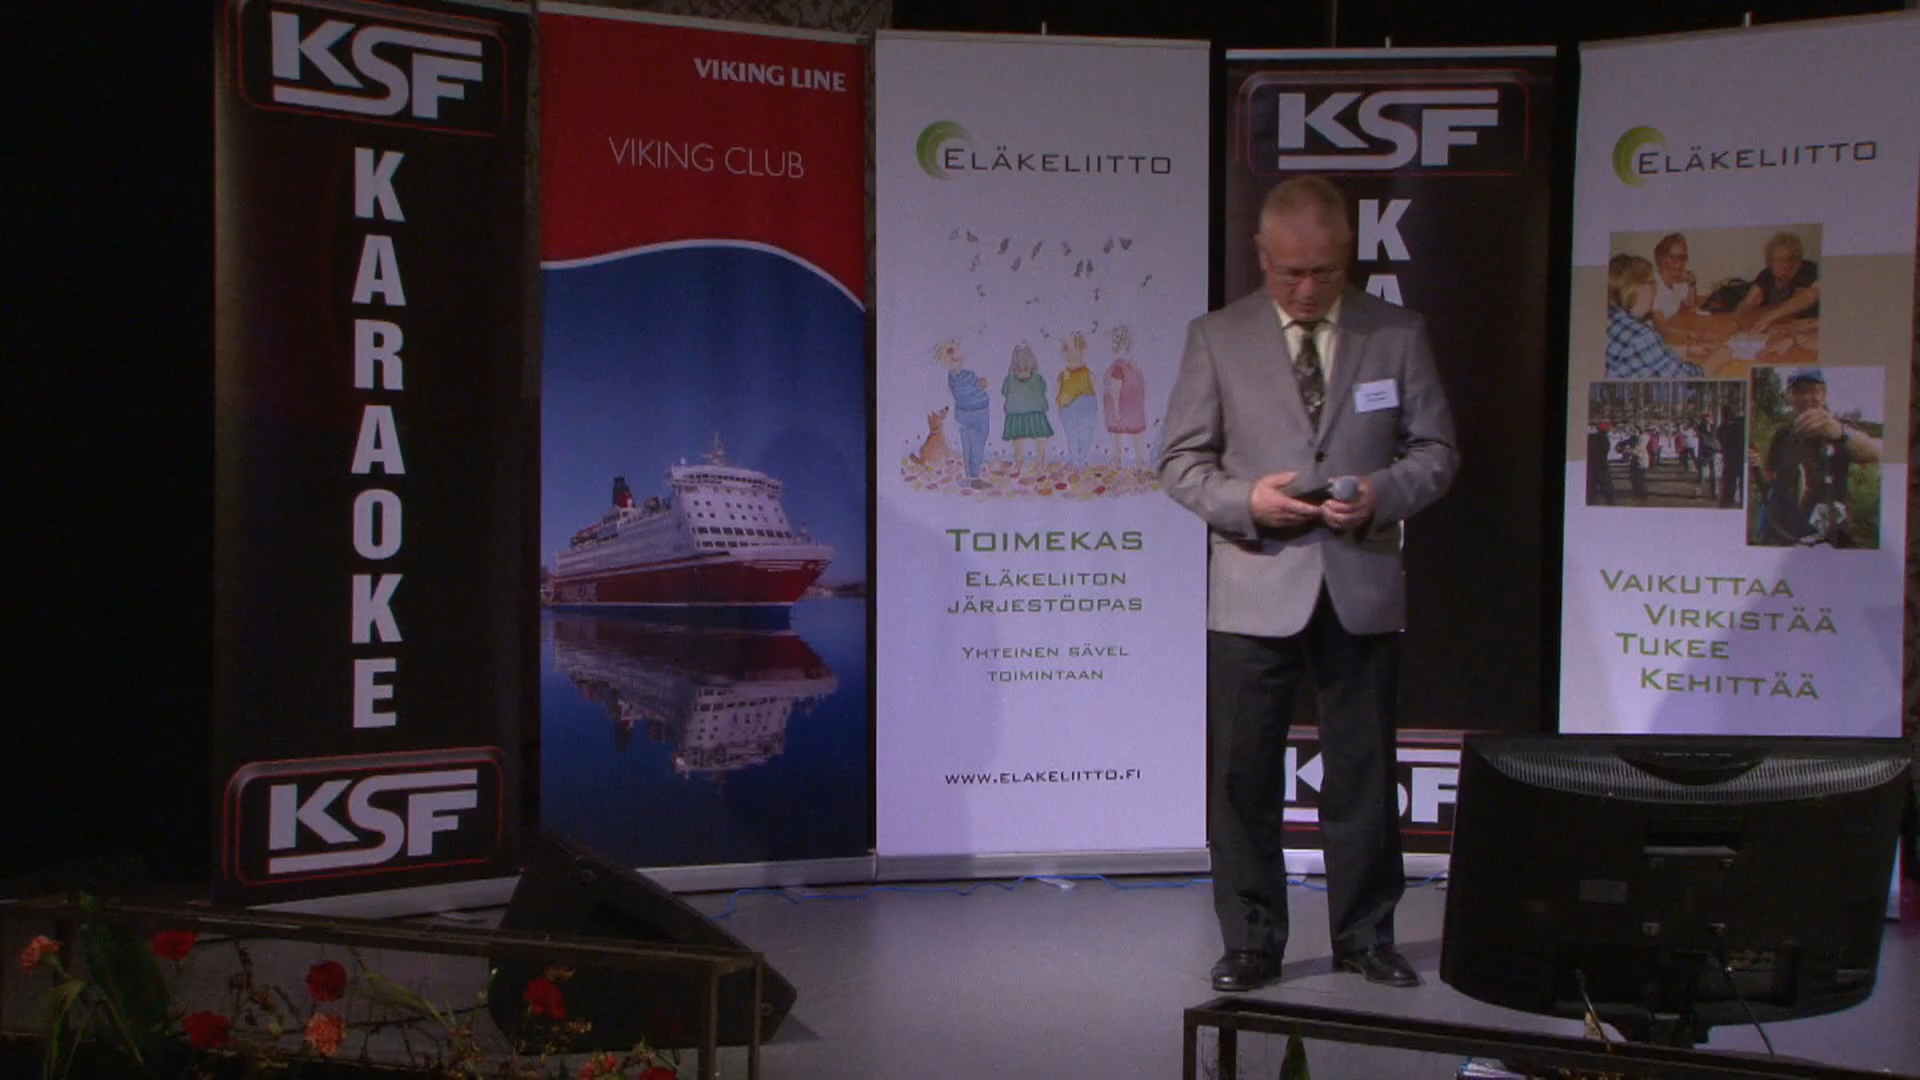 KSF
KARAOKE
KSF
VIKING LINE
VIKING CLUB
ELÄKELIITTO
TOIMEKAS
ELÄKELIITON
JÄRJESTÖOPAS
YHTEINEN SÄVEL
TOIMINTAAN
WWW.ELAKELIITTO.FI
KSF
KA
KSF
ELÄKELIITTO
VAIKUTTAA
VIRKISTÄÄ
TUKEE
KEHITTÄÄ